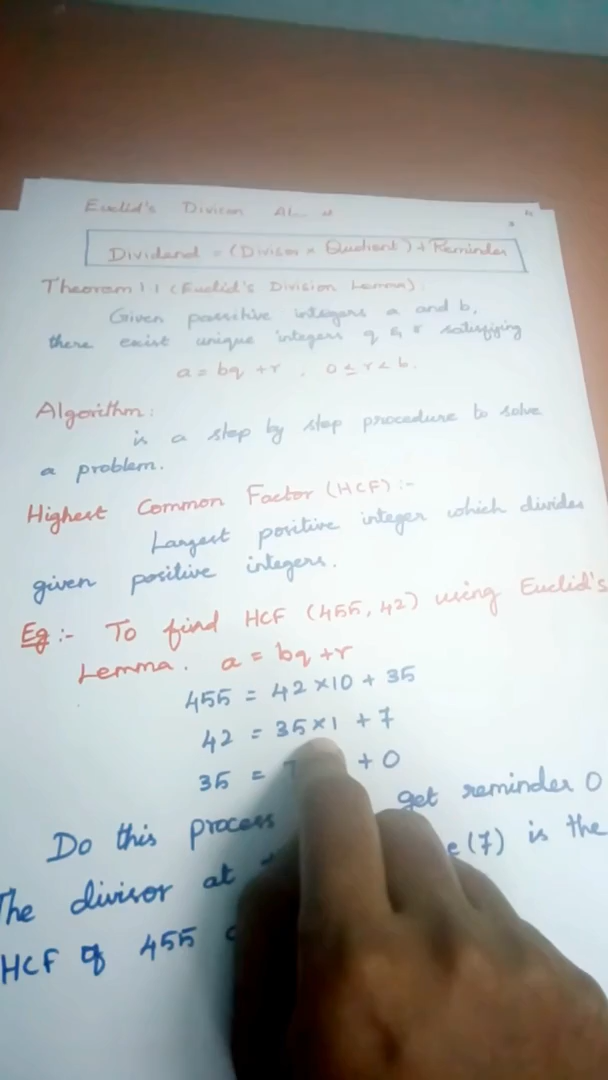 Euclid's Divison
Dividend = (Divisor × Quotient) + Reminder
Theorem 1.1 (Euclid's Division Lemma):
Given positive integers a and b,
there exist unique integers q & r satisfying
a = bq + r , 0 ≤ r < b.
Algorithm:
is a step by step procedure to solve
a problem.
Highest Common Factor (HCF) :-
Largest positive integer which divides
given positive integers.
Eg :- To find HCF (455, 42) using Euclid's
Lemma. a = bq + r
455 = 42 × 10 + 35
42 = 35 × 1 + 7
35 = 7 + 0
Do this process get reminder 0
The divisor at e (7) is the
HCF of 455